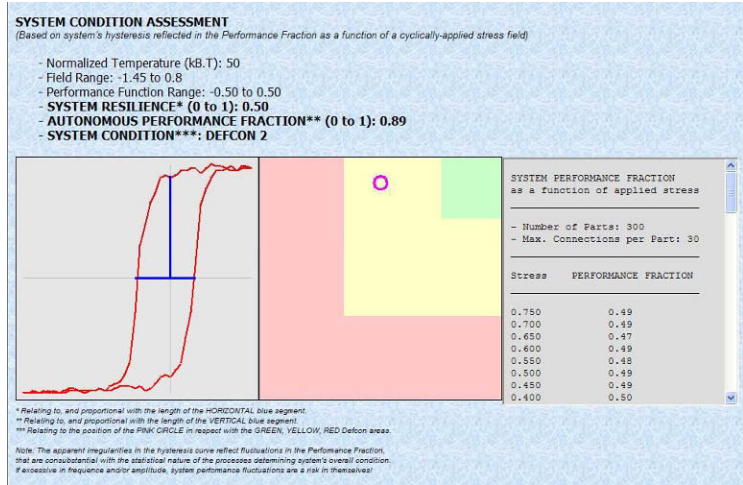 SYSTEM CONDITION ASSESSMENT
(Based on system's hysteresis reflected in the Performance Fraction as a function of a cyclically-applied stress field)
- Normalized Temperature (kB.T): 50
- Field Range: -1.45 to 0.8
- Performance Function Range: -0.50 to 0.50
- SYSTEM RESILIENCE* (0 to 1): 0.50
- AUTONOMOUS PERFORMANCE FRACTION** (0 to 1): 0.89
- SYSTEM CONDITION***: DEFCON 2
SYSTEM PERFORMANCE FRACTION
as a function of applied stress
- Number of Parts: 300
- Max. Connections per Part: 30
Stress PERFORMANCE FRACTION
0.750 0.49
0.700 0.49
0.650 0.47
0.600 0.49
0.550 0.48
0.500 0.49
0.450 0.49
0.400 0.50
* Relating to, and proportional with the length of the HORIZONTAL blue segment.
** Relating to, and proportional with the length of the VERTICAL blue segment.
*** Relating to the position of the PINK CIRCLE in respect with the GREEN, YELLOW, RED Defcon areas.
Note: The apparent irregularities in the hysteresis curve reflect fluctuations in the Perfomance Fraction,
that are consubstantial with the statistical nature of the processes determining system's overall condition.
If excessive in frequence and/or amplitude, system performance fluctuations are a risk in themselves!